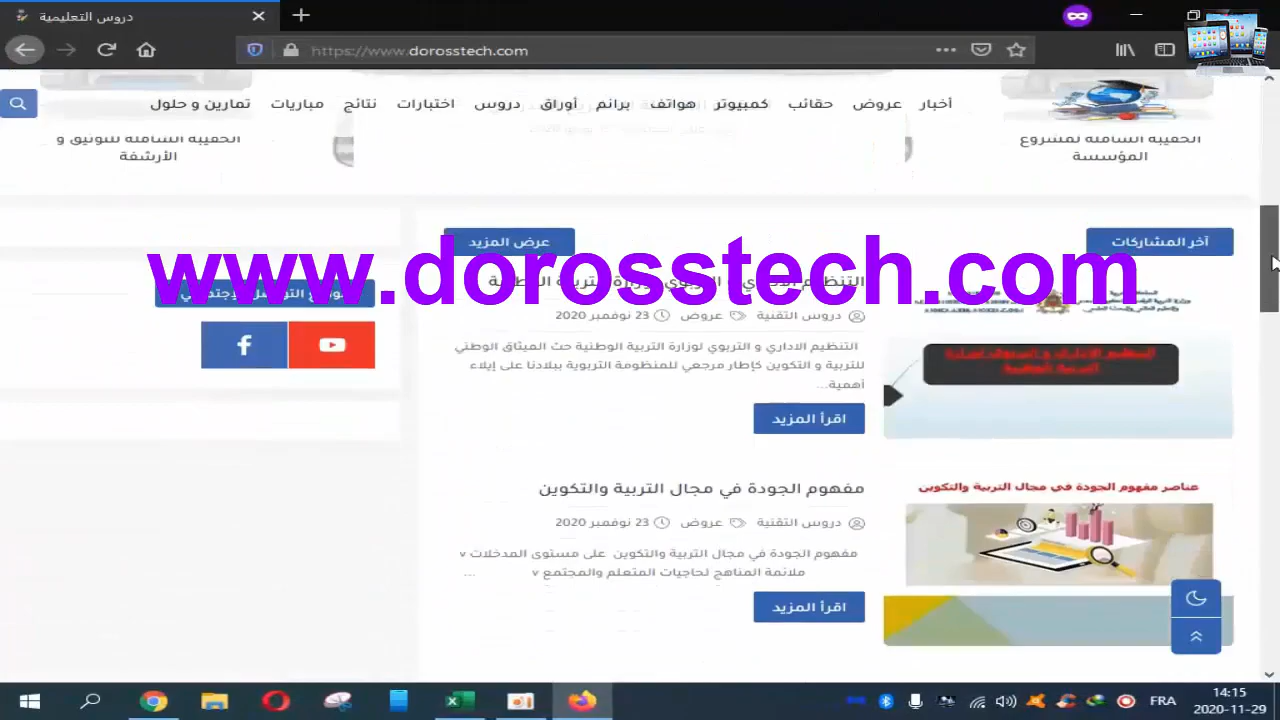 دروس التعليمية
https://www.dorosstech.com
أخبار عروض حقائب كمبيوتر هواتف برانم أوراق دروس اختبارات نتائج مباريات تمارين و حلول
الحقيبة الشاملة لمشروع
المؤسسة
الحقيبة الشاملة للتوثيق و
الأرشفة
آخر المشاركات
عرض المزيد
www.dorosstech.com
دروس التقنية عروض 23 نوفمبر 2020
التنظيم الاداري و التربوي لوزارة التربية الوطنية حث الميثاق الوطني
للتربية و التكوين كإطار مرجعي للمنظومة التربوية ببلادنا على إيلاء
أهمية...
اقرأ المزيد
عناصر مفهوم الجودة في مجال التربية والتكوين
مفهوم الجودة في مجال التربية والتكوين
دروس التقنية عروض 23 نوفمبر 2020
مفهوم الجودة في مجال التربية والتكوين على مستوى المدخلات v
ملائمة المناهج لحاجيات المتعلم والمجتمع v ...
اقرأ المزيد
FRA
14:15
2020-11-29